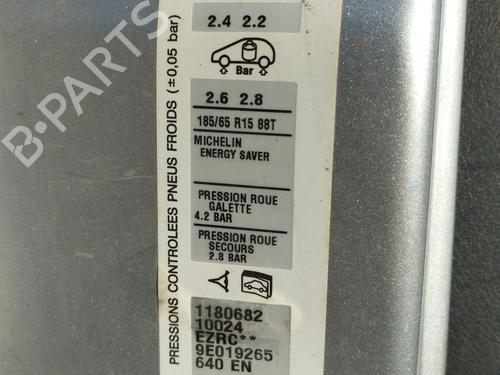 PRESSIONS CONTROLEES PNEUS FROIDS (±0,05 bar)
2.4 2.2
Bar
2.6 2.8
185/65 R15 88T
MICHELIN
ENERGY SAVER
PRESSION ROUE
GALETTE
4.2 BAR
PRESSION ROUE
SECOURS
2.8 BAR
1180682
10024
EZRC**
9E019265
640 EN
B-PARTS